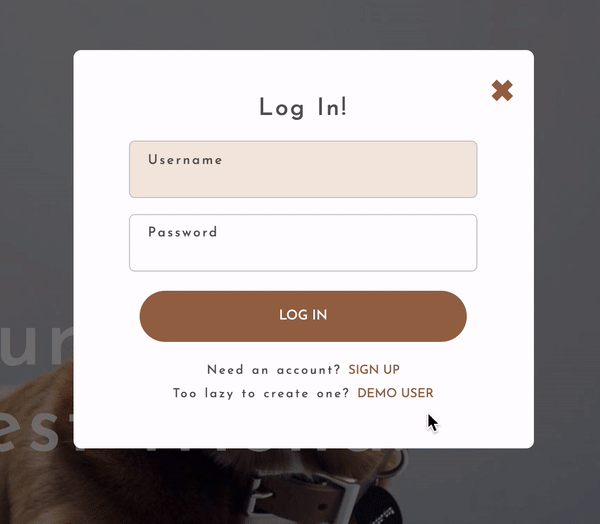 Log In!
Username
Password
LOG IN
Need an account? SIGN UP
Too lazy to create one? DEMO USER